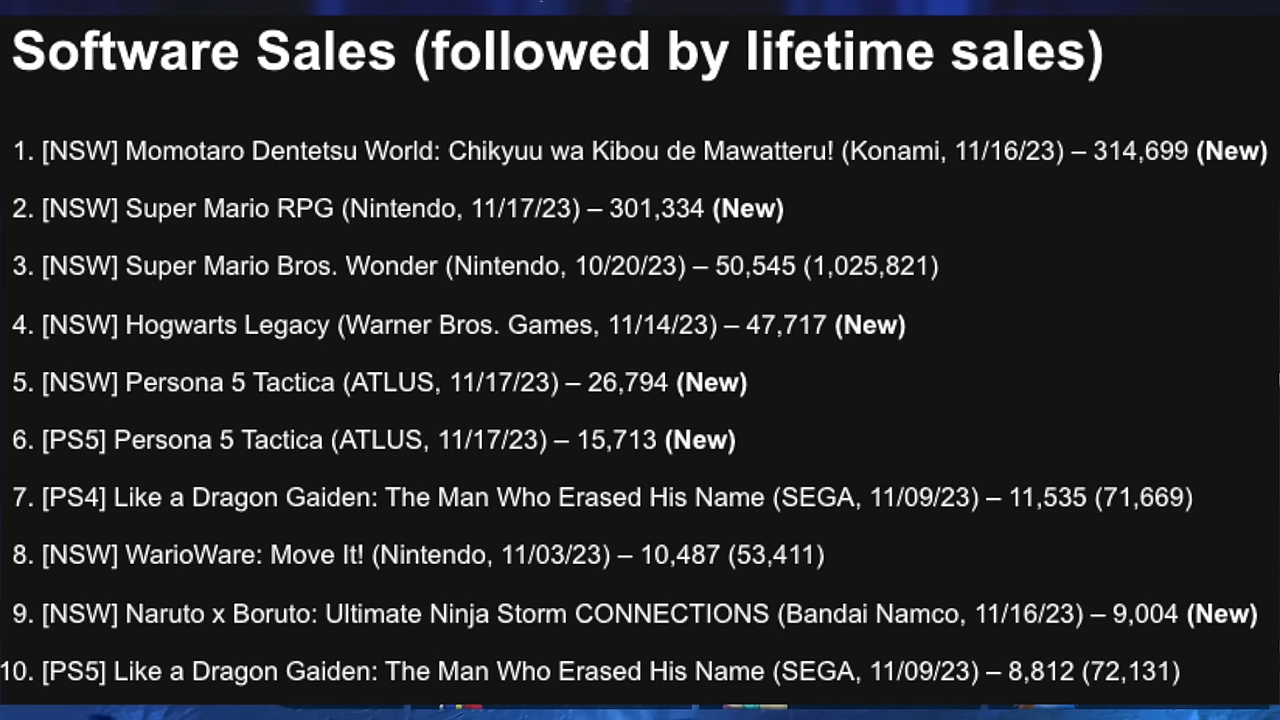 Software Sales (followed by lifetime sales)
1. [NSW] Momotaro Dentetsu World: Chikyuu wa Kibou de Mawatteru! (Konami, 11/16/23) – 314,699 (New)
2. [NSW] Super Mario RPG (Nintendo, 11/17/23) – 301,334 (New)
3. [NSW] Super Mario Bros. Wonder (Nintendo, 10/20/23) – 50,545 (1,025,821)
4. [NSW] Hogwarts Legacy (Warner Bros. Games, 11/14/23) – 47,717 (New)
5. [NSW] Persona 5 Tactica (ATLUS, 11/17/23) – 26,794 (New)
6. [PS5] Persona 5 Tactica (ATLUS, 11/17/23) – 15,713 (New)
7. [PS4] Like a Dragon Gaiden: The Man Who Erased His Name (SEGA, 11/09/23) – 11,535 (71,669)
8. [NSW] WarioWare: Move It! (Nintendo, 11/03/23) – 10,487 (53,411)
9. [NSW] Naruto x Boruto: Ultimate Ninja Storm CONNECTIONS (Bandai Namco, 11/16/23) – 9,004 (New)
10. [PS5] Like a Dragon Gaiden: The Man Who Erased His Name (SEGA, 11/09/23) – 8,812 (72,131)